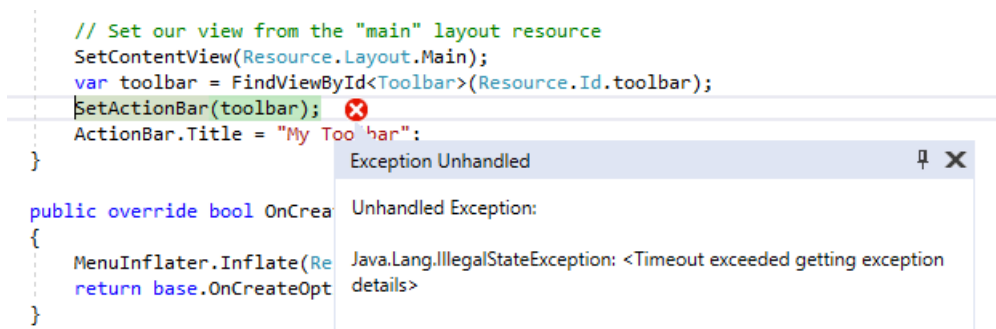 // Set our view from the "main" layout resource
SetContentView(Resource.Layout.Main);
var toolbar = FindViewById<Toolbar>(Resource.Id.toolbar);
SetActionBar(toolbar);
ActionBar.Title = "My Toolbar";
}
Exception Unhandled
public override bool OnCrea
Unhandled Exception:
{
MenuInflater.Inflate(Re
Java.Lang.IllegalStateException: <Timeout exceeded getting exception
return base.OnCreateOpt
details>
}